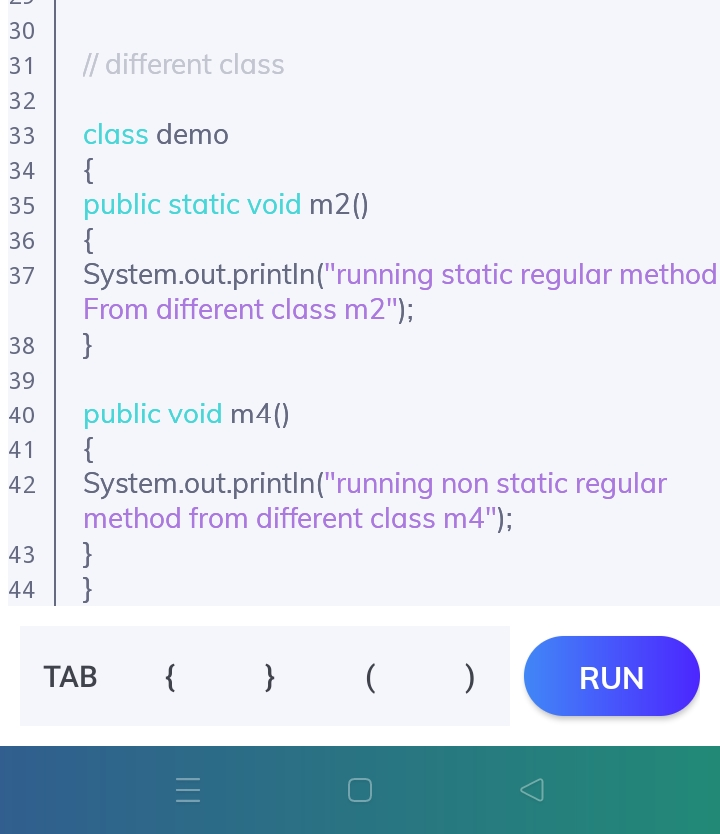 29
30
31 // different class
32
33 class demo
34 {
35 public static void m2()
36 {
37 System.out.println("running static regular method
From different class m2");
38 }
39
40 public void m4()
41 {
42 System.out.println("running non static regular
method from different class m4");
43 }
44 }
TAB { } ( ) RUN